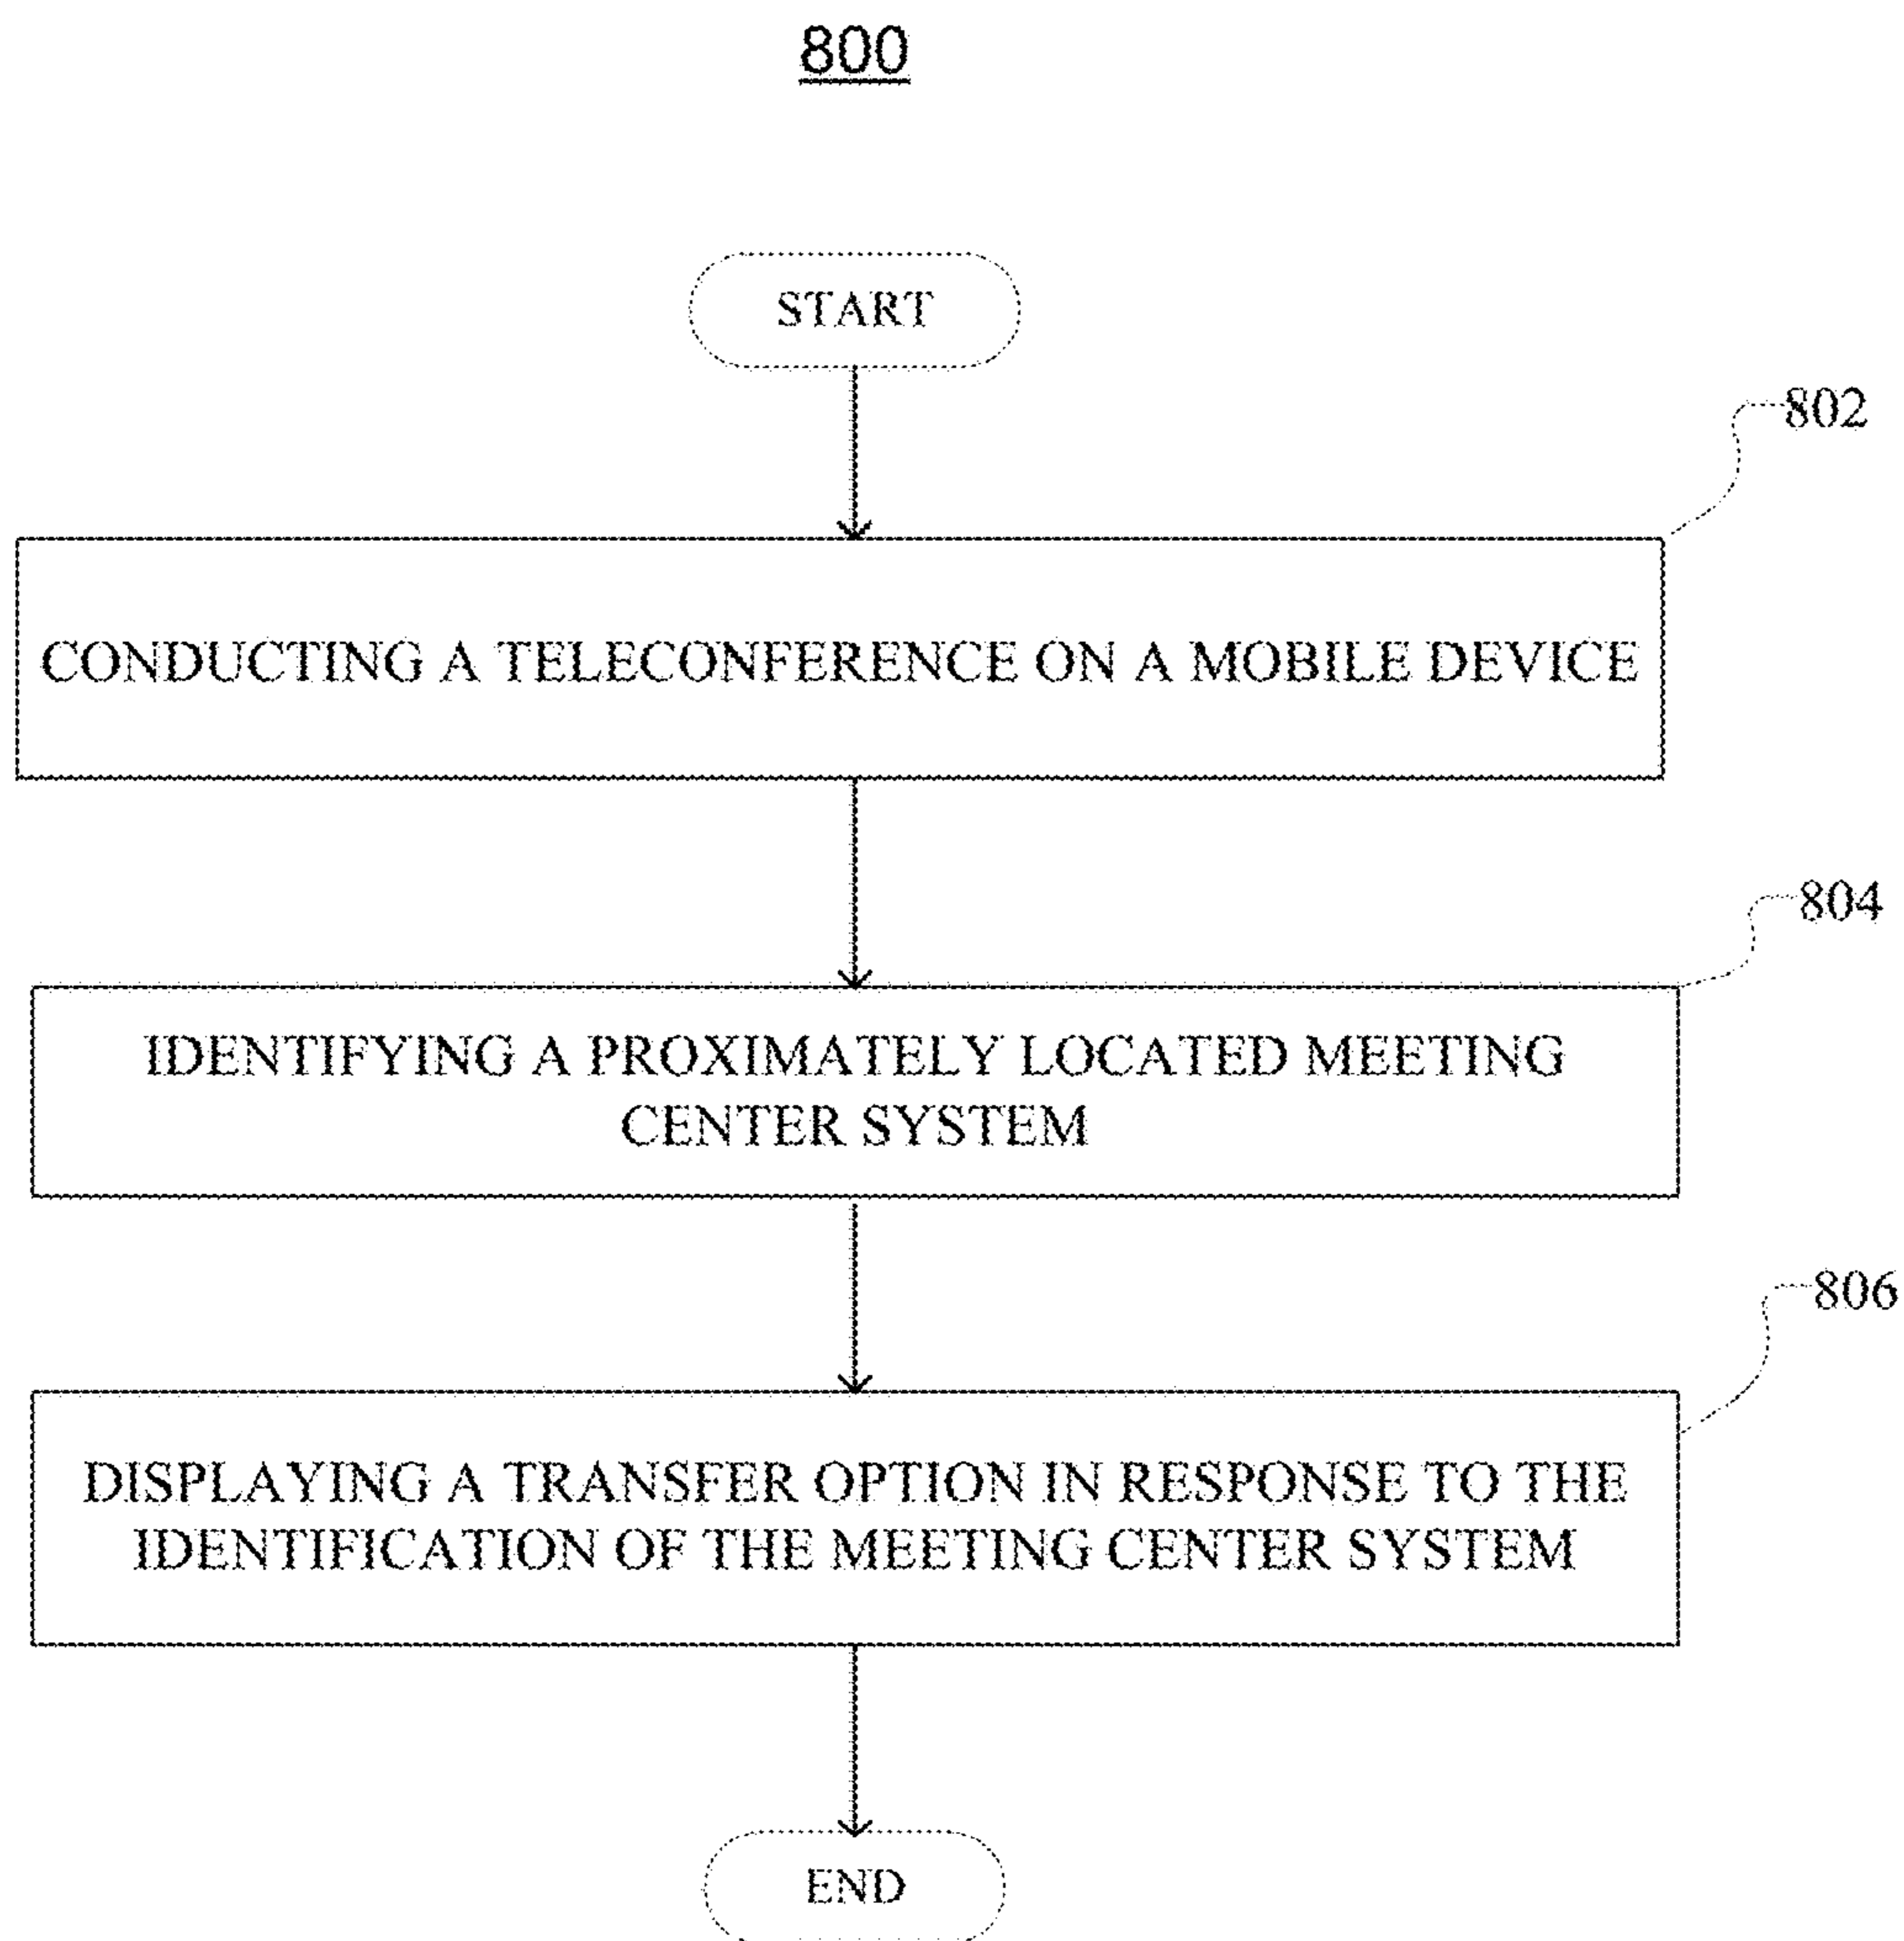 800
START
802
CONDUCTING A TELECONFERENCE ON A MOBILE DEVICE
804
IDENTIFYING A PROXIMATELY LOCATED MEETING
CENTER SYSTEM
806
DISPLAYING A TRANSFER OPTION IN RESPONSE TO THE
IDENTIFICATION OF THE MEETING CENTER SYSTEM
END